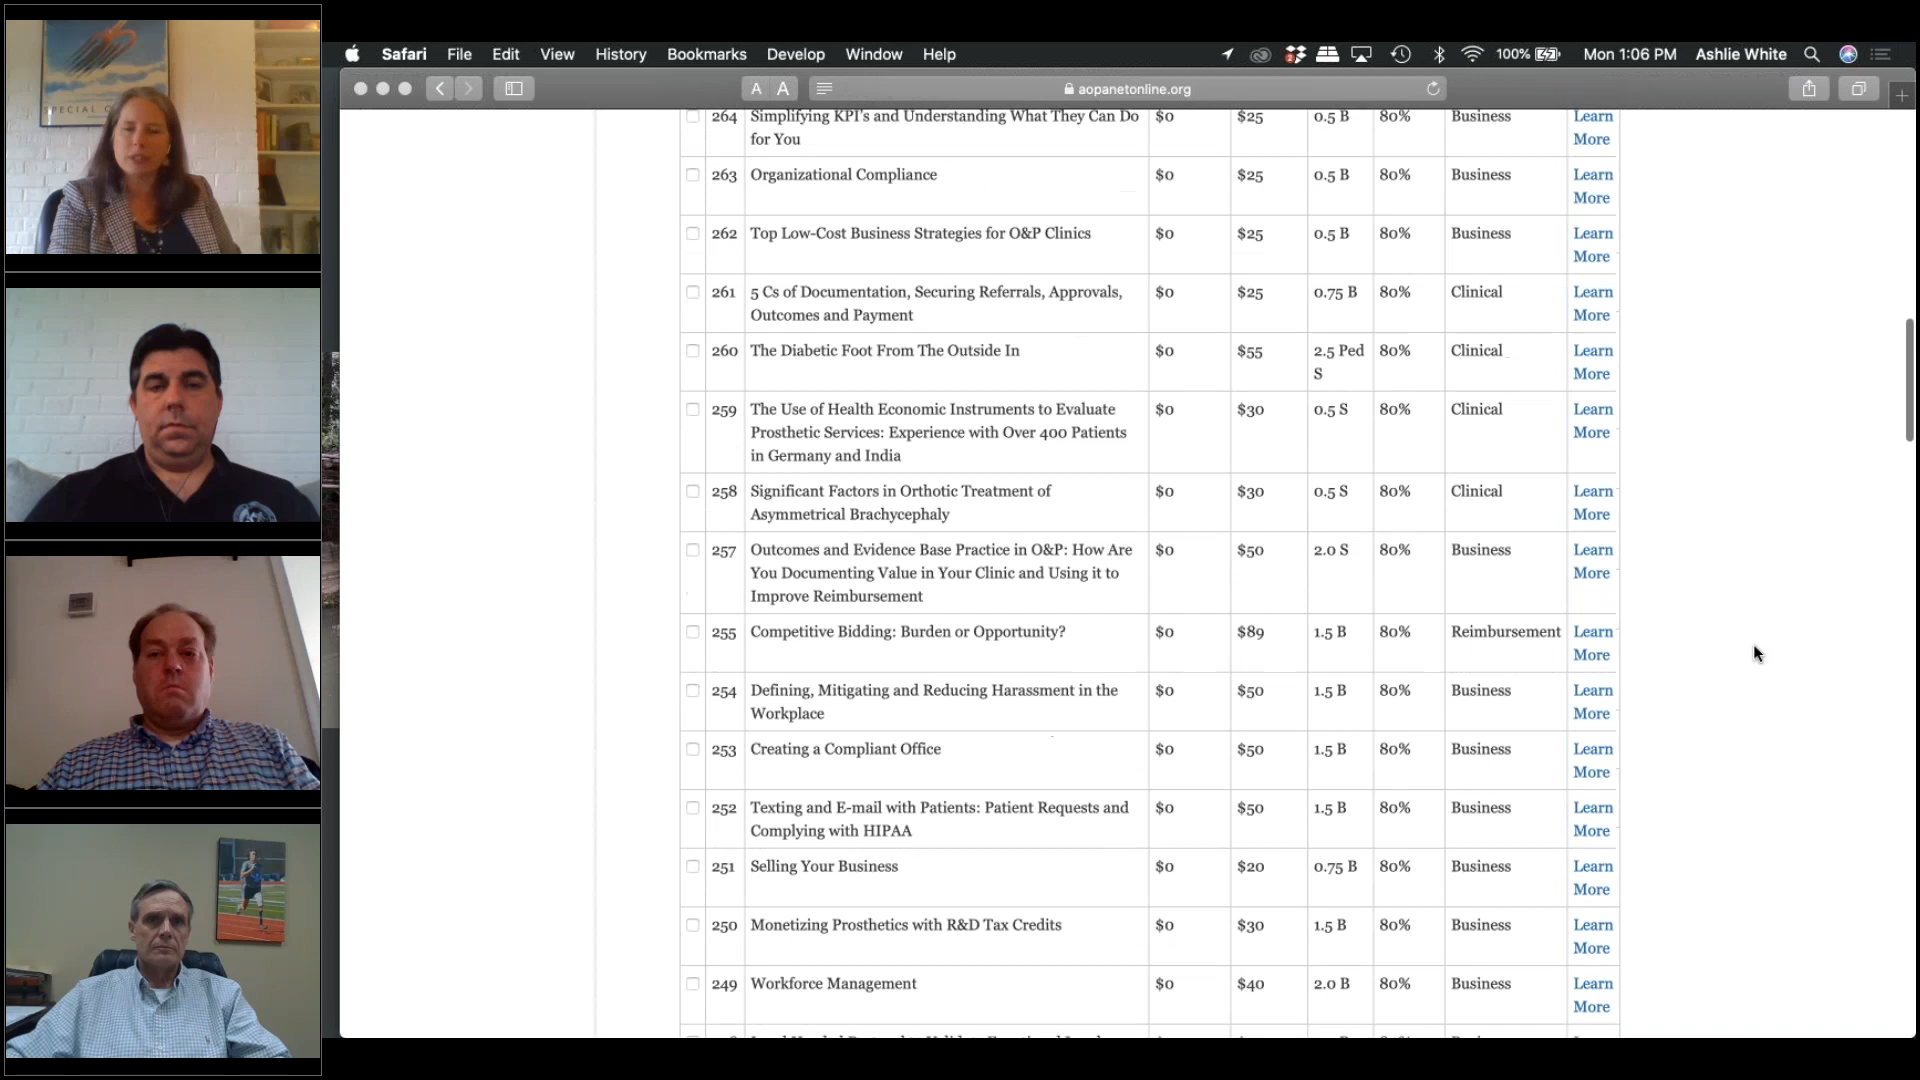 SPECIAL
Safari File Edit View History Bookmarks Develop Window Help 100% Mon 1:06 PM Ashlie White
A A aopanetonline.org
264 Simplifying KPI's and Understanding What They Can Do $0 $25 0.5 B 80% Business Learn
for You More
263 Organizational Compliance $0 $25 0.5 B 80% Business Learn
More
262 Top Low-Cost Business Strategies for O&P Clinics $0 $25 0.5 B 80% Business Learn
More
261 5 Cs of Documentation, Securing Referrals, Approvals, $0 $25 0.75 B 80% Clinical Learn
Outcomes and Payment More
260 The Diabetic Foot From The Outside In $0 $55 2.5 Ped 80% Clinical Learn
S More
259 The Use of Health Economic Instruments to Evaluate $0 $30 0.5 S 80% Clinical Learn
Prosthetic Services: Experience with Over 400 Patients More
in Germany and India
258 Significant Factors in Orthotic Treatment of $0 $30 0.5 S 80% Clinical Learn
Asymmetrical Brachycephaly More
257 Outcomes and Evidence Base Practice in O&P: How Are $0 $50 2.0 S 80% Business Learn
You Documenting Value in Your Clinic and Using it to More
Improve Reimbursement
255 Competitive Bidding: Burden or Opportunity? $0 $89 1.5 B 80% Reimbursement Learn
More
254 Defining, Mitigating and Reducing Harassment in the $0 $50 1.5 B 80% Business Learn
Workplace More
253 Creating a Compliant Office $0 $50 1.5 B 80% Business Learn
More
252 Texting and E-mail with Patients: Patient Requests and $0 $50 1.5 B 80% Business Learn
Complying with HIPAA More
251 Selling Your Business $0 $20 0.75 B 80% Business Learn
More
250 Monetizing Prosthetics with R&D Tax Credits $0 $30 1.5 B 80% Business Learn
More
249 Workforce Management $0 $40 2.0 B 80% Business Learn
More